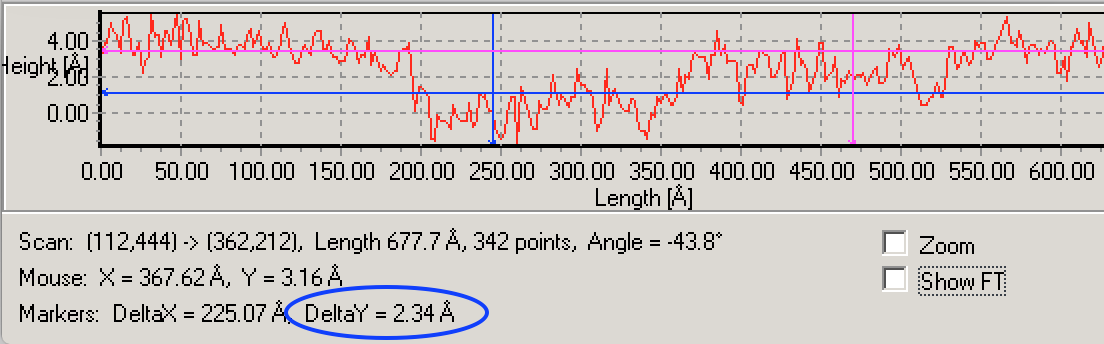 4.00
Height [Å]
2.00
0.00
0.00 50.00 100.00 150.00 200.00 250.00 300.00 350.00 400.00 450.00 500.00 550.00 600.00
Length [Å]
Scan: (112,444) -> (362,212), Length 677.7 Å, 342 points, Angle = -43.8°
Zoom
Mouse: X = 367.62 Å, Y = 3.16 Å
Show FT
Markers: DeltaX = 225.07 Å, DeltaY = 2.34 Å